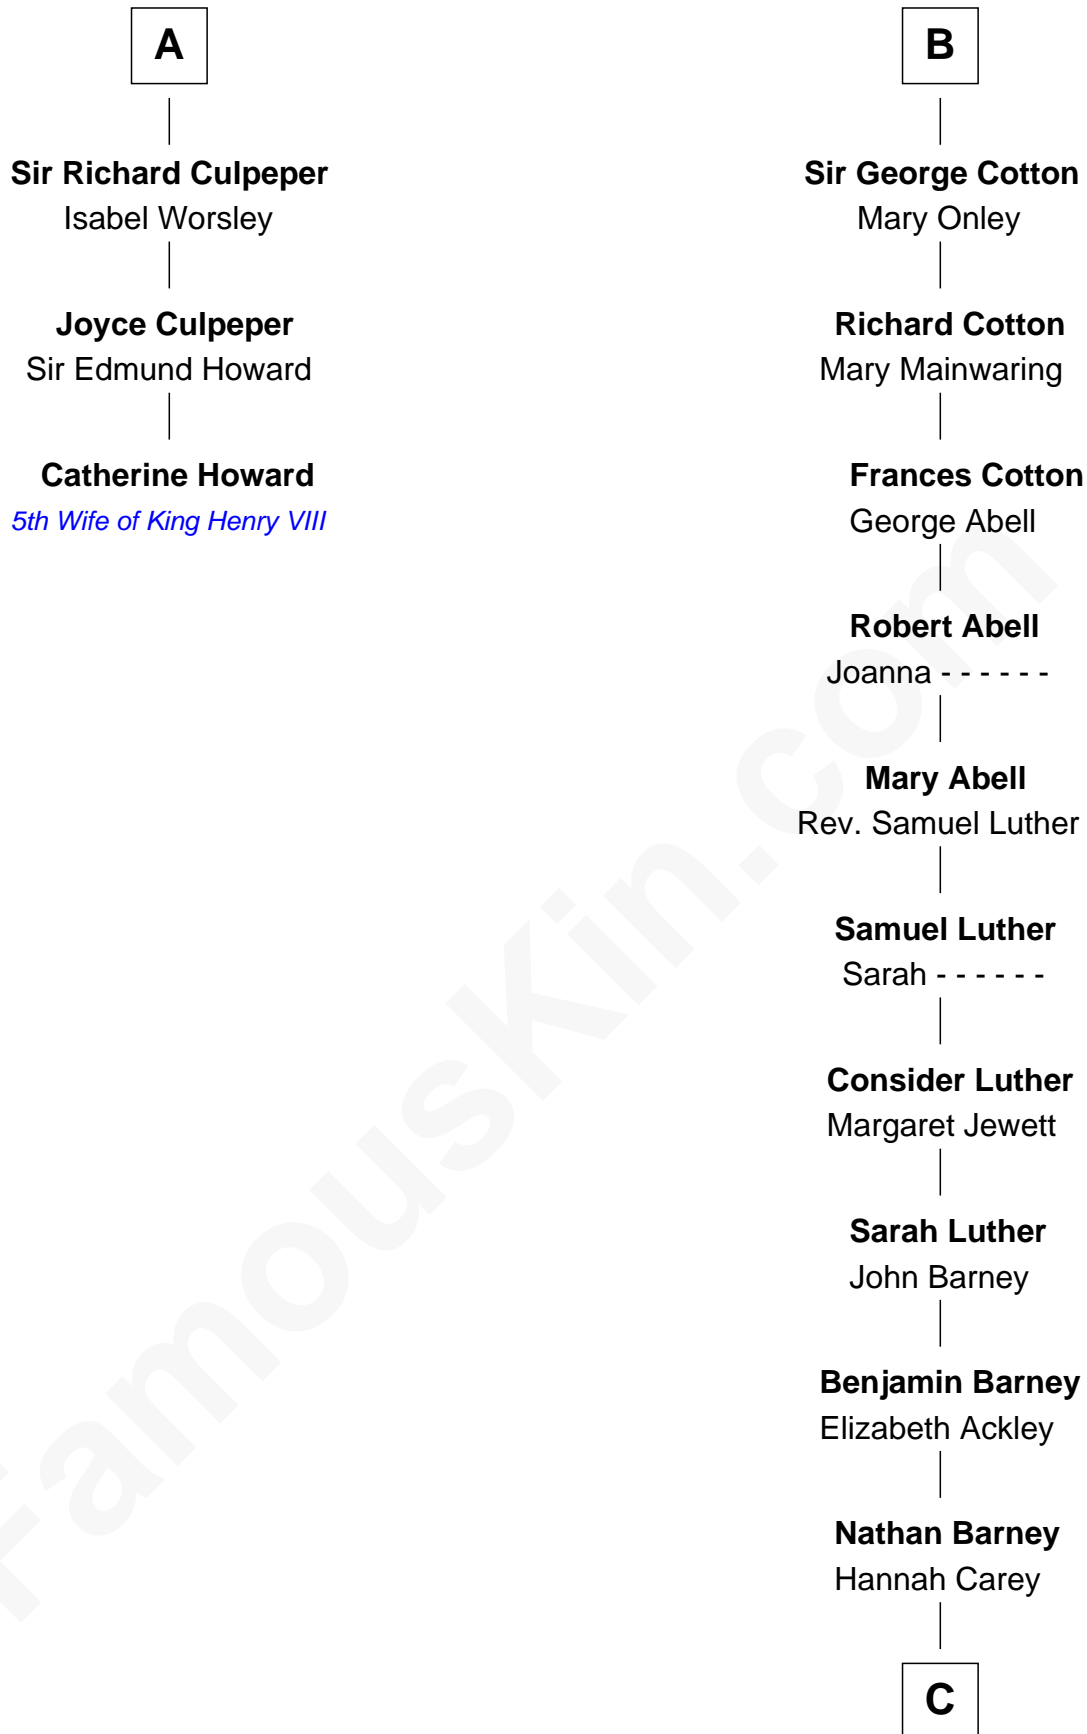 A
Sir Richard Culpeper
Isabel Worsley
Joyce Culpeper
Sir Edmund Howard
Catherine Howard
5th Wife of King Henry VIII
B
Sir George Cotton
Mary Onley
Richard Cotton
Mary Mainwaring
Frances Cotton
George Abell
Robert Abell
Joanna - - - - - -
Mary Abell
Rev. Samuel Luther
Samuel Luther
Sarah - - - - - -
Consider Luther
Margaret Jewett
Sarah Luther
John Barney
Benjamin Barney
Elizabeth Ackley
Nathan Barney
Hannah Carey
C
FamousKin.com